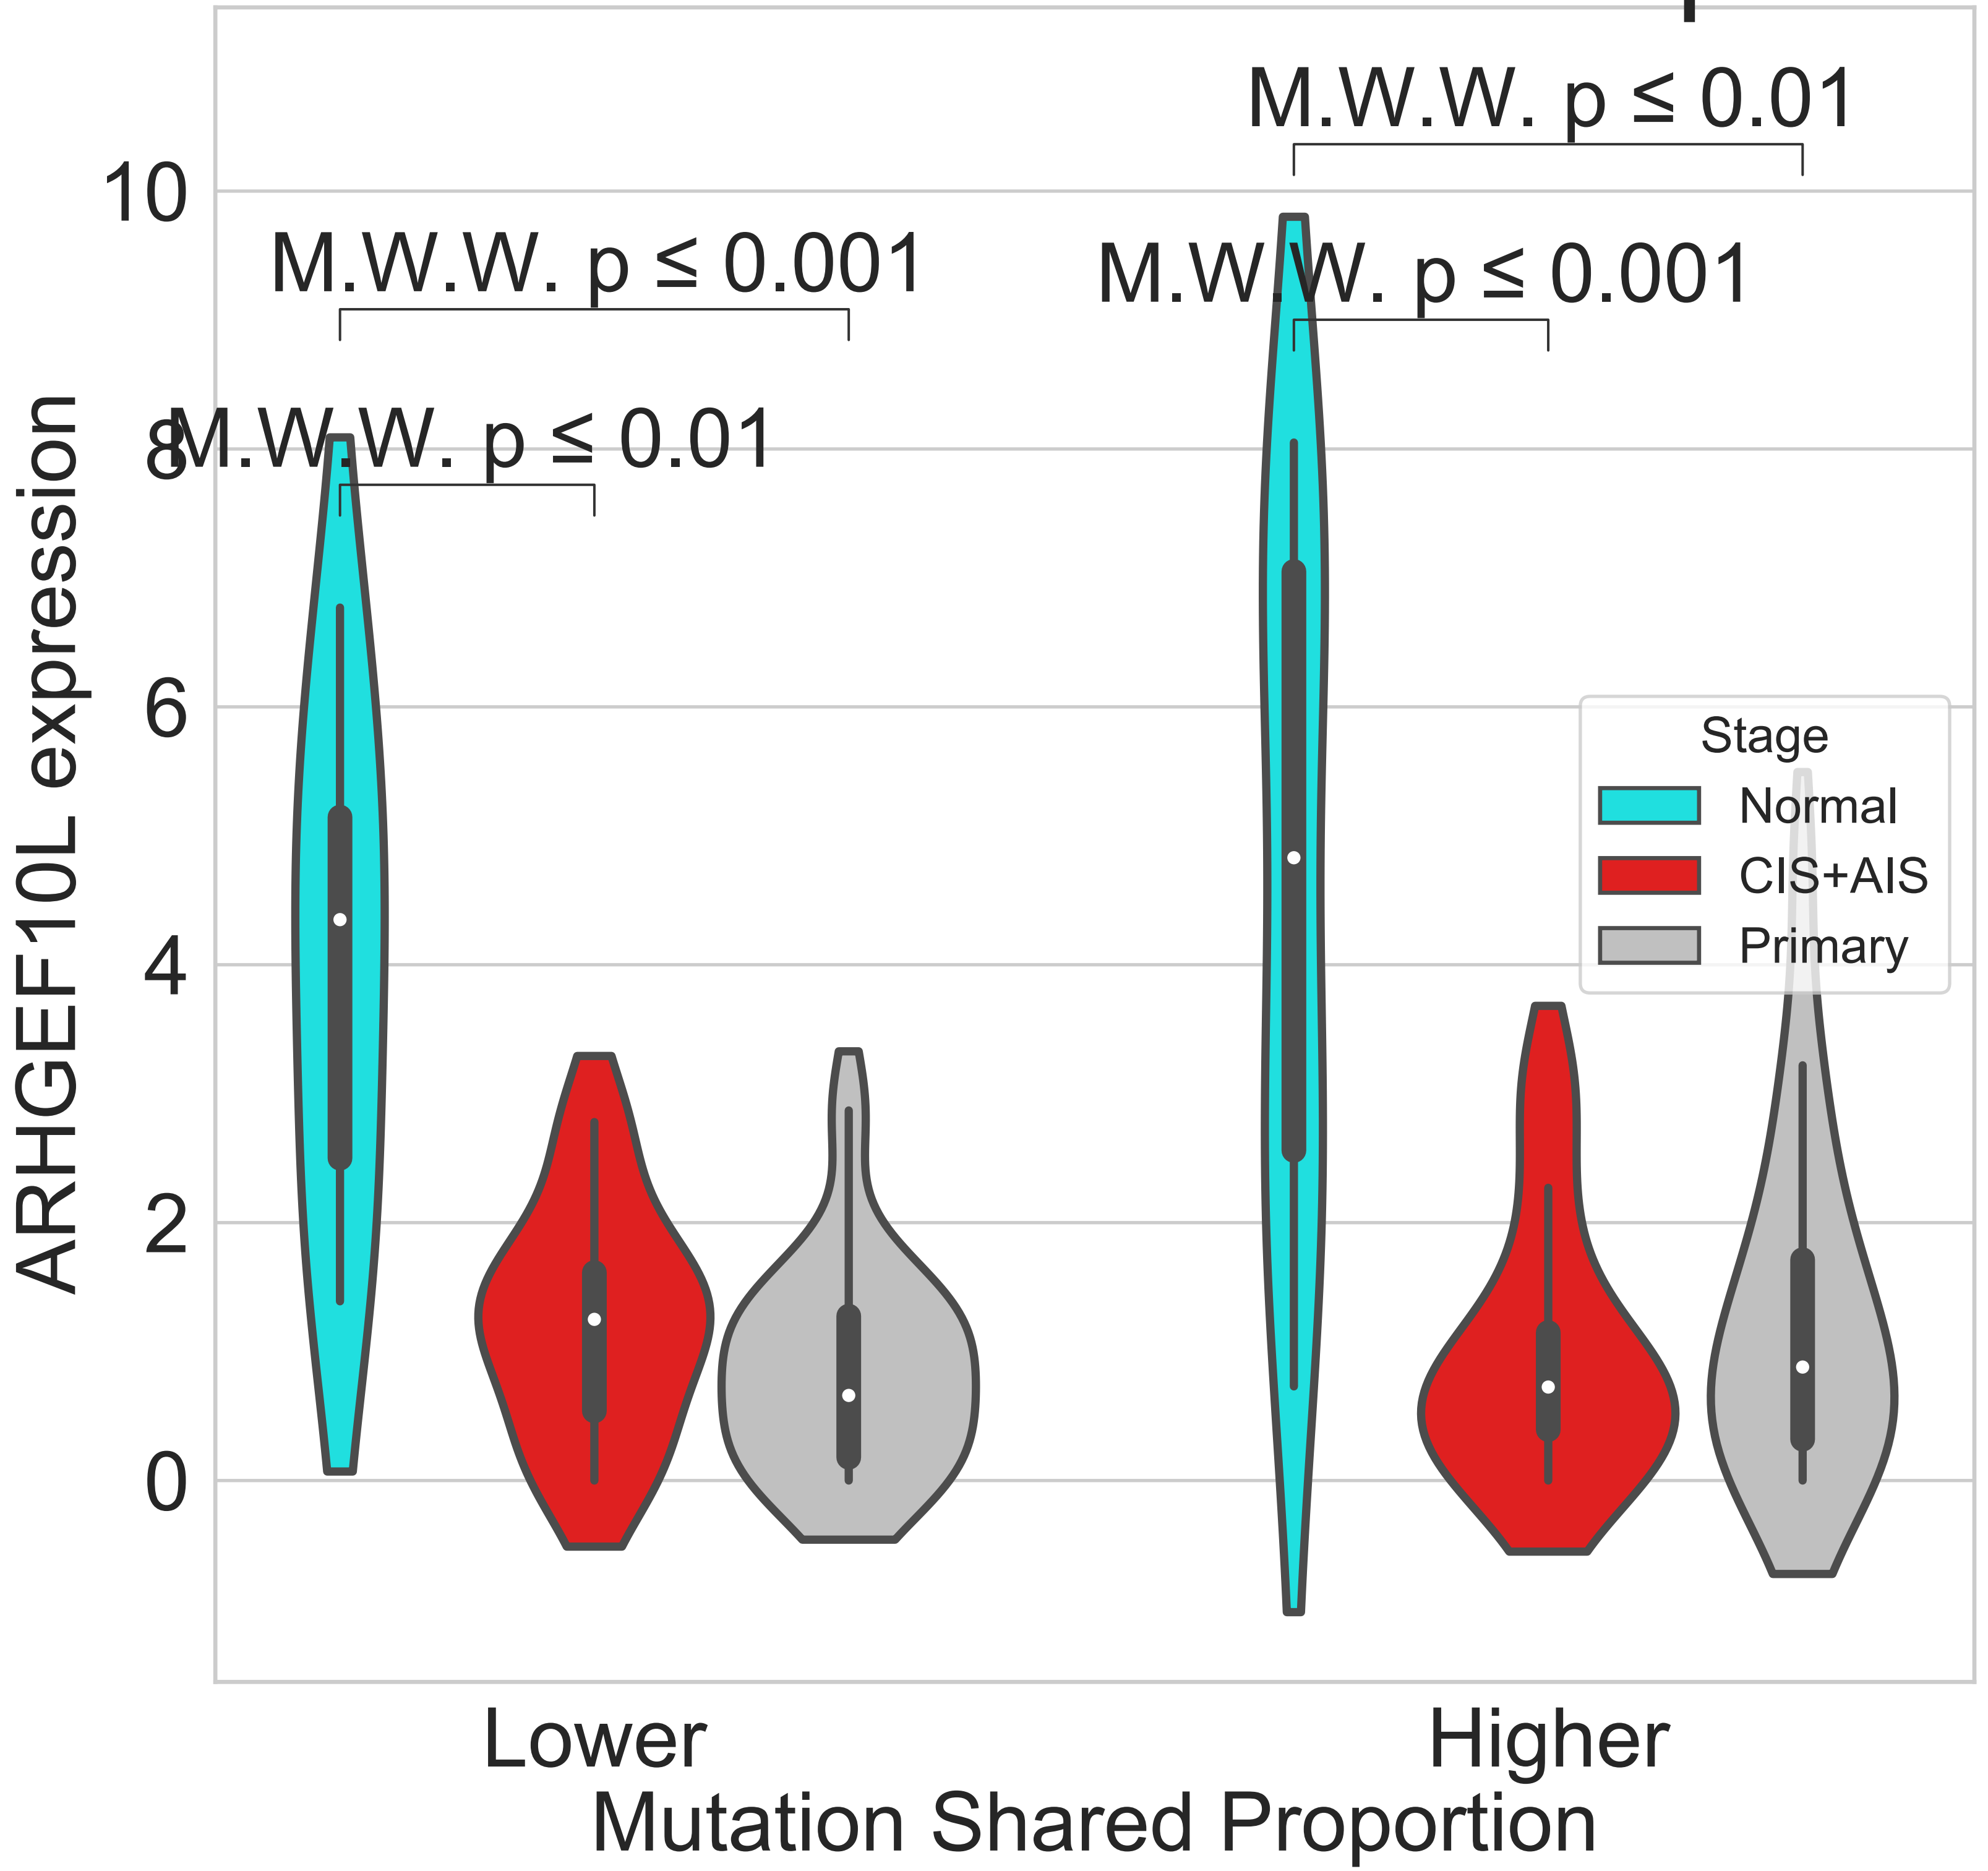 M.W.W. p ≤ 0.01
10
M.W.W. p ≤ 0.001
M.W.W. p ≤ 0.001
8
M.W.W. p ≤ 0.01
6
4
2
0
ARHGEF10L expression
Stage
Normal
CIS+AIS
Primary
Lower
Higher
Mutation Shared Proportion